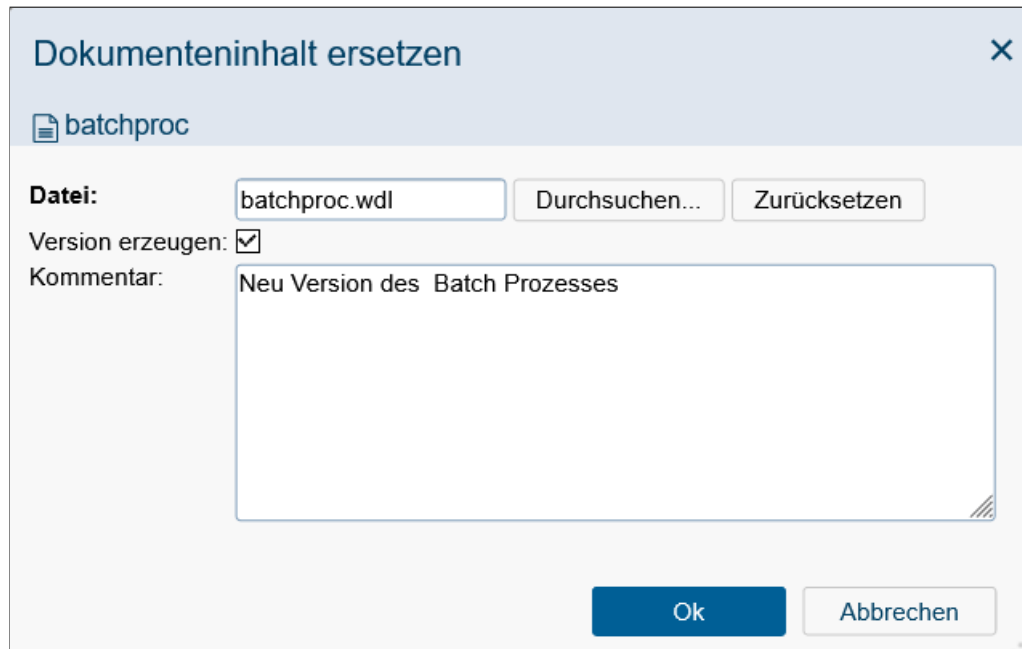 Dokumenteninhalt ersetzen
batchproc
Datei: batchproc.wdl Durchsuchen... Zurücksetzen
Version erzeugen:
Kommentar: Neu Version des  Batch Prozesses
Ok Abbrechen